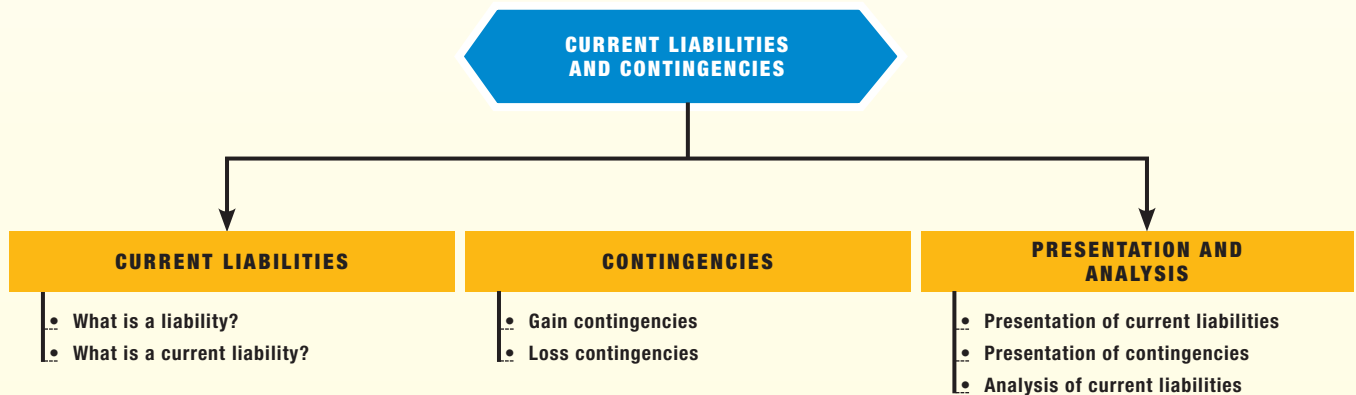 CURRENT LIABILITIES
AND CONTINGENCIES
CURRENT LIABILITIES
• What is a liability?
• What is a current liability?
CONTINGENCIES
• Gain contingencies
• Loss contingencies
PRESENTATION AND
ANALYSIS
• Presentation of current liabilities
• Presentation of contingencies
• Analysis of current liabilities